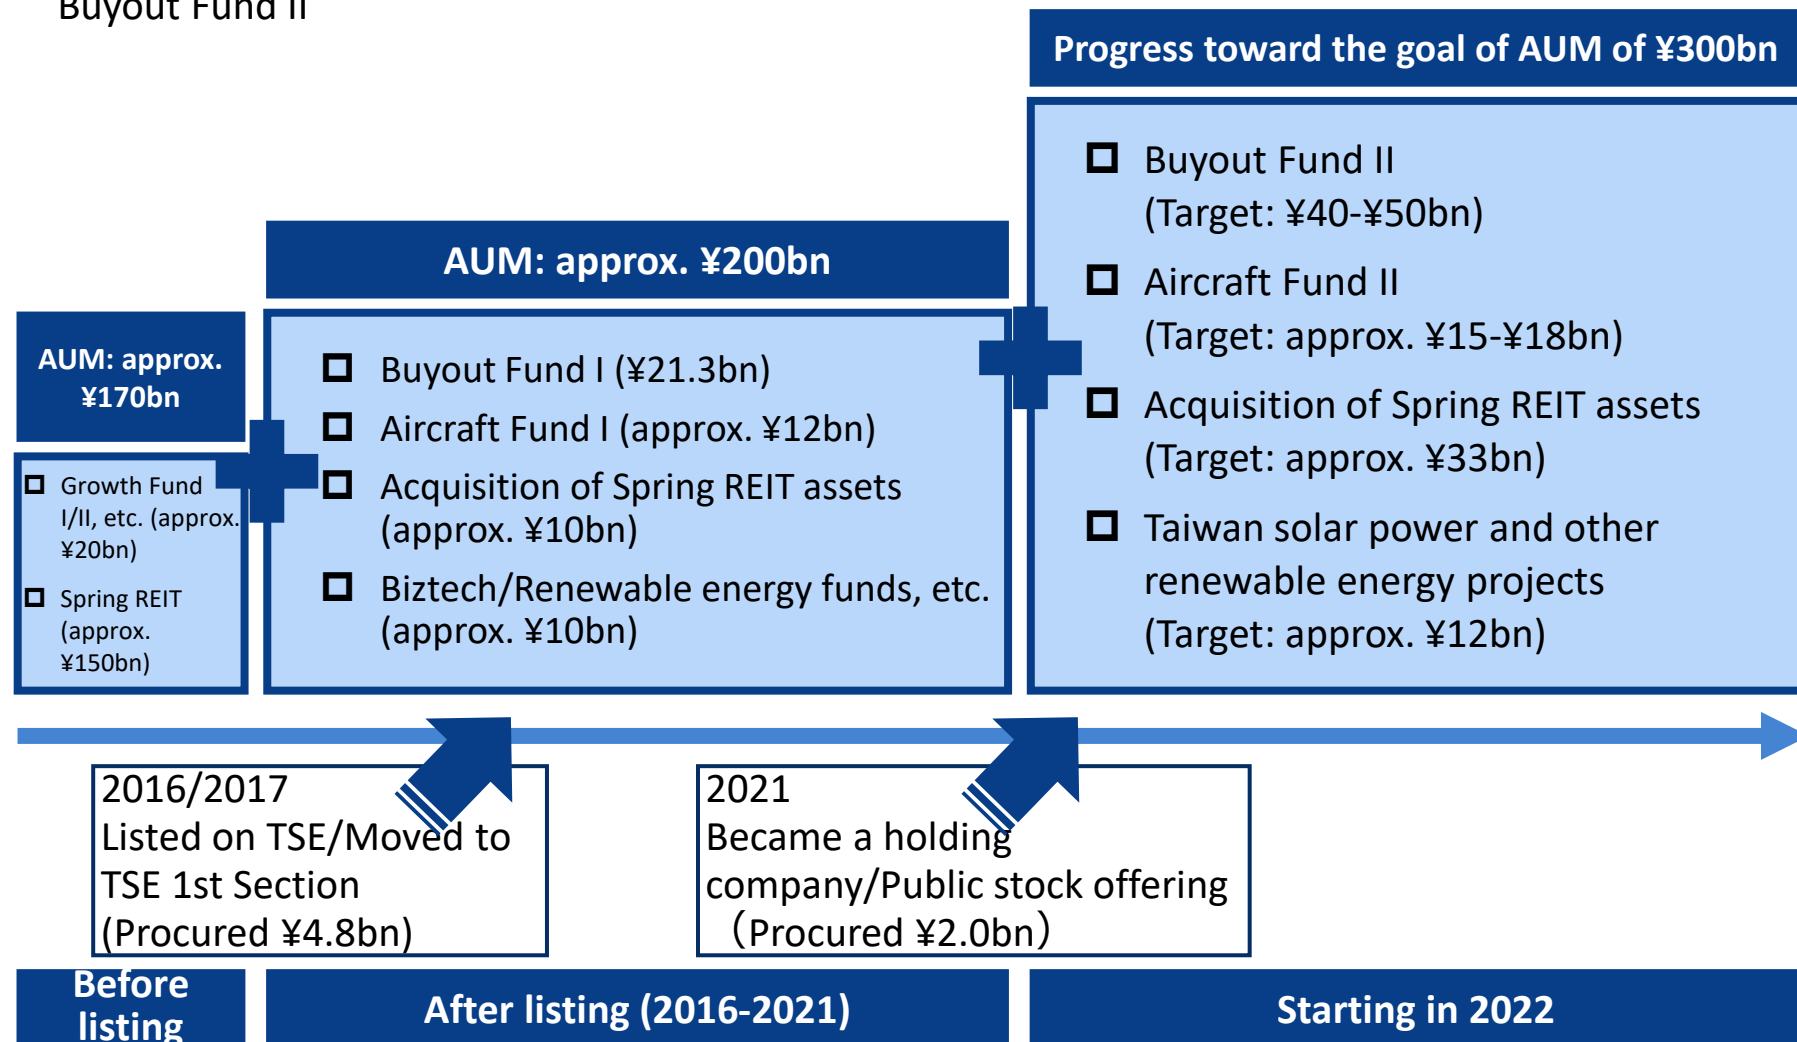 Buyout Fund II
Progress toward the goal of AUM of ¥300bn
Buyout Fund II
(Target: ¥40-¥50bn)
Aircraft Fund II
(Target: approx. ¥15-¥18bn)
Acquisition of Spring REIT assets
(Target: approx. ¥33bn)
Taiwan solar power and other
renewable energy projects
(Target: approx. ¥12bn)
AUM: approx. ¥200bn
Buyout Fund I (¥21.3bn)
Aircraft Fund I (approx. ¥12bn)
Acquisition of Spring REIT assets
(approx. ¥10bn)
Biztech/Renewable energy funds, etc.
(approx. ¥10bn)
AUM: approx.
¥170bn
Growth Fund
I/II, etc. (approx.
¥20bn)
Spring REIT
(approx.
¥150bn)
2016/2017
Listed on TSE/Moved to
TSE 1st Section
(Procured ¥4.8bn)
2021
Became a holding
company/Public stock offering
（Procured ¥2.0bn）
Before
listing
After listing (2016-2021)
Starting in 2022